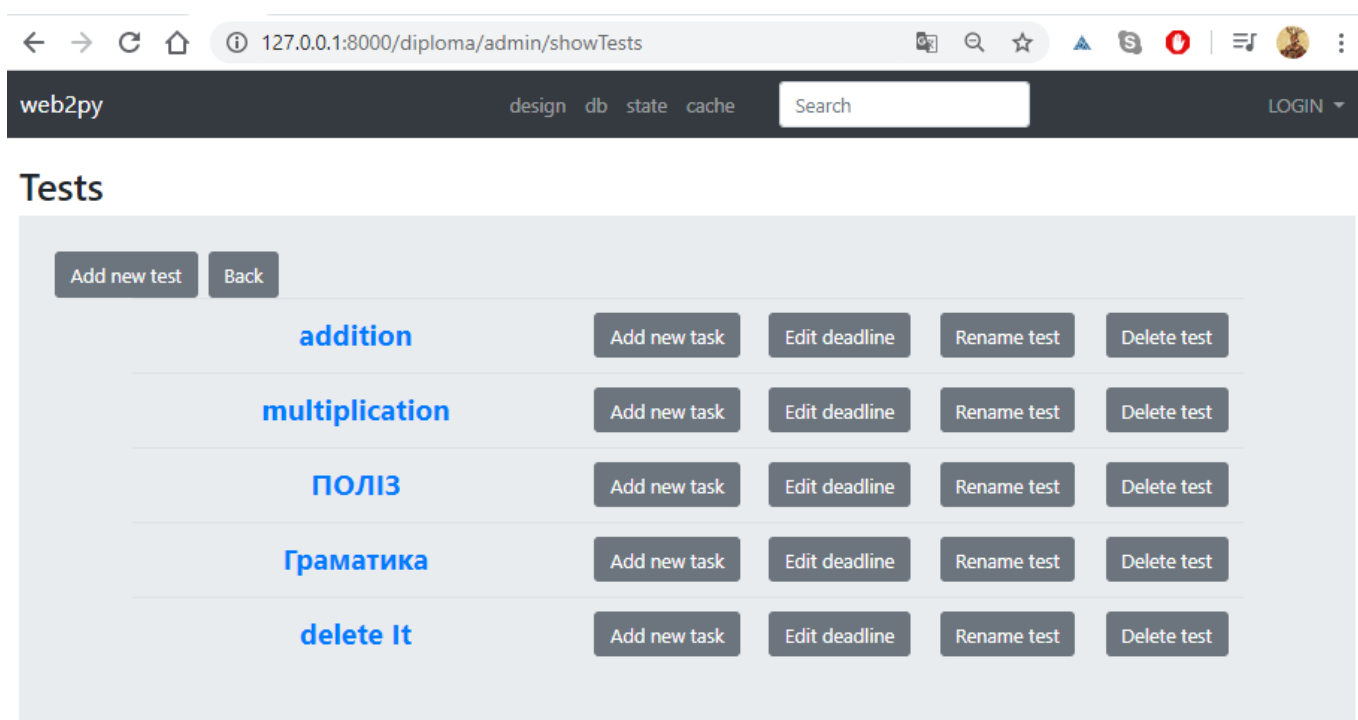 127.0.0.1:8000/diploma/admin/showTests
web2py design db state cache Search LOGIN
Tests
Add new test Back
addition Add new task Edit deadline Rename test Delete test
multiplication Add new task Edit deadline Rename test Delete test
ПОЛІЗ Add new task Edit deadline Rename test Delete test
Граматика Add new task Edit deadline Rename test Delete test
delete It Add new task Edit deadline Rename test Delete test